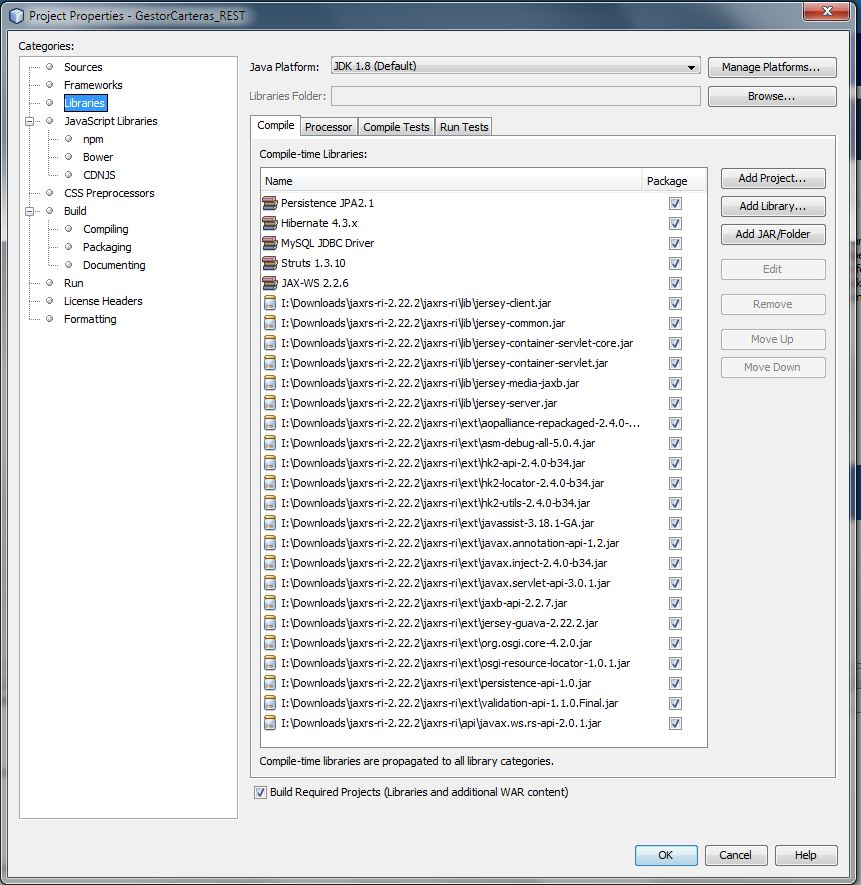 Project Properties - GestorCarteras_REST
Categories:
Sources
Frameworks
Libraries
JavaScript Libraries
npm
Bower
CDNJS
CSS Preprocessors
Build
Compiling
Packaging
Documenting
Run
License Headers
Formatting
Java Platform: JDK 1.8 (Default) Manage Platforms...
Libraries Folder: Browse...
Compile Processor Compile Tests Run Tests
Compile-time Libraries:
Name Package
Persistence JPA2.1
Hibernate 4.3.x
MySQL JDBC Driver
Struts 1.3.10
JAX-WS 2.2.6
I:\Downloads\jaxrs-ri-2.22.2\jaxrs-ri\lib\jersey-client.jar
I:\Downloads\jaxrs-ri-2.22.2\jaxrs-ri\lib\jersey-common.jar
I:\Downloads\jaxrs-ri-2.22.2\jaxrs-ri\lib\jersey-container-servlet-core.jar
I:\Downloads\jaxrs-ri-2.22.2\jaxrs-ri\lib\jersey-container-servlet.jar
I:\Downloads\jaxrs-ri-2.22.2\jaxrs-ri\lib\jersey-media-jaxb.jar
I:\Downloads\jaxrs-ri-2.22.2\jaxrs-ri\lib\jersey-server.jar
I:\Downloads\jaxrs-ri-2.22.2\jaxrs-ri\ext\aopalliance-repackaged-2.4.0-...
I:\Downloads\jaxrs-ri-2.22.2\jaxrs-ri\ext\asm-debug-all-5.0.4.jar
I:\Downloads\jaxrs-ri-2.22.2\jaxrs-ri\ext\hk2-api-2.4.0-b34.jar
I:\Downloads\jaxrs-ri-2.22.2\jaxrs-ri\ext\hk2-locator-2.4.0-b34.jar
I:\Downloads\jaxrs-ri-2.22.2\jaxrs-ri\ext\hk2-utils-2.4.0-b34.jar
I:\Downloads\jaxrs-ri-2.22.2\jaxrs-ri\ext\javassist-3.18.1-GA.jar
I:\Downloads\jaxrs-ri-2.22.2\jaxrs-ri\ext\javax.annotation-api-1.2.jar
I:\Downloads\jaxrs-ri-2.22.2\jaxrs-ri\ext\javax.inject-2.4.0-b34.jar
I:\Downloads\jaxrs-ri-2.22.2\jaxrs-ri\ext\javax.servlet-api-3.0.1.jar
I:\Downloads\jaxrs-ri-2.22.2\jaxrs-ri\ext\jaxb-api-2.2.7.jar
I:\Downloads\jaxrs-ri-2.22.2\jaxrs-ri\ext\jersey-guava-2.22.2.jar
I:\Downloads\jaxrs-ri-2.22.2\jaxrs-ri\ext\org.osgi.core-4.2.0.jar
I:\Downloads\jaxrs-ri-2.22.2\jaxrs-ri\ext\osgi-resource-locator-1.0.1.jar
I:\Downloads\jaxrs-ri-2.22.2\jaxrs-ri\ext\persistence-api-1.0.jar
I:\Downloads\jaxrs-ri-2.22.2\jaxrs-ri\ext\validation-api-1.1.0.Final.jar
I:\Downloads\jaxrs-ri-2.22.2\jaxrs-ri\api\javax.ws.rs-api-2.0.1.jar
Add Project...
Add Library...
Add JAR/Folder
Edit
Remove
Move Up
Move Down
Compile-time libraries are propagated to all library categories.
Build Required Projects (Libraries and additional WAR content)
OK Cancel Help